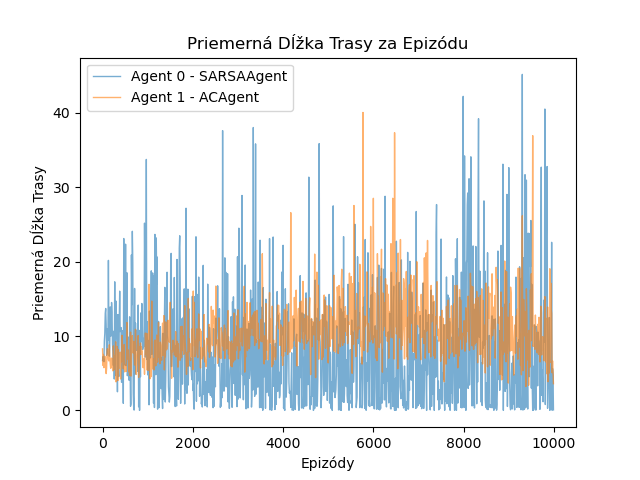 Priemerná Dĺžka Trasy za Epizódu
Agent 0 - SARSAAgent
Agent 1 - ACAgent
Priemerná Dĺžka Trasy
40
30
20
10
0
0 2000 4000 6000 8000 10000
Epizódy